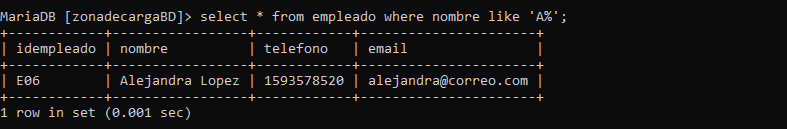 MariaDB [zonadecargaBD]> select * from empleado where nombre like 'A%';
+------------+-----------------+------------+----------------------+
| idempleado | nombre          | telefono   | email                |
+------------+-----------------+------------+----------------------+
| E06        | Alejandra Lopez | 1593578520 | alejandra@correo.com |
+------------+-----------------+------------+----------------------+
1 row in set (0.001 sec)